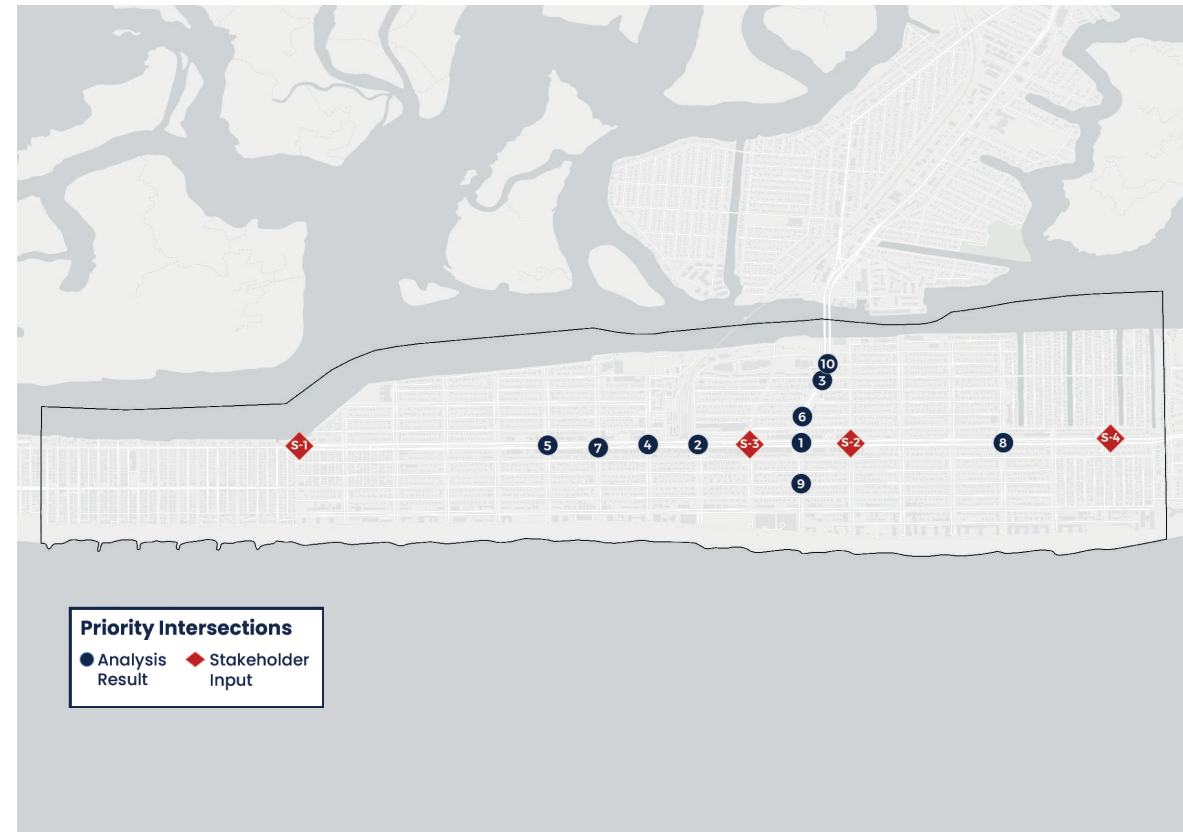 10
3
6
S-1
5
7
4
2
S-3
1
S-2
8
S-4
9
Priority Intersections
Analysis
Result
Stakeholder
Input